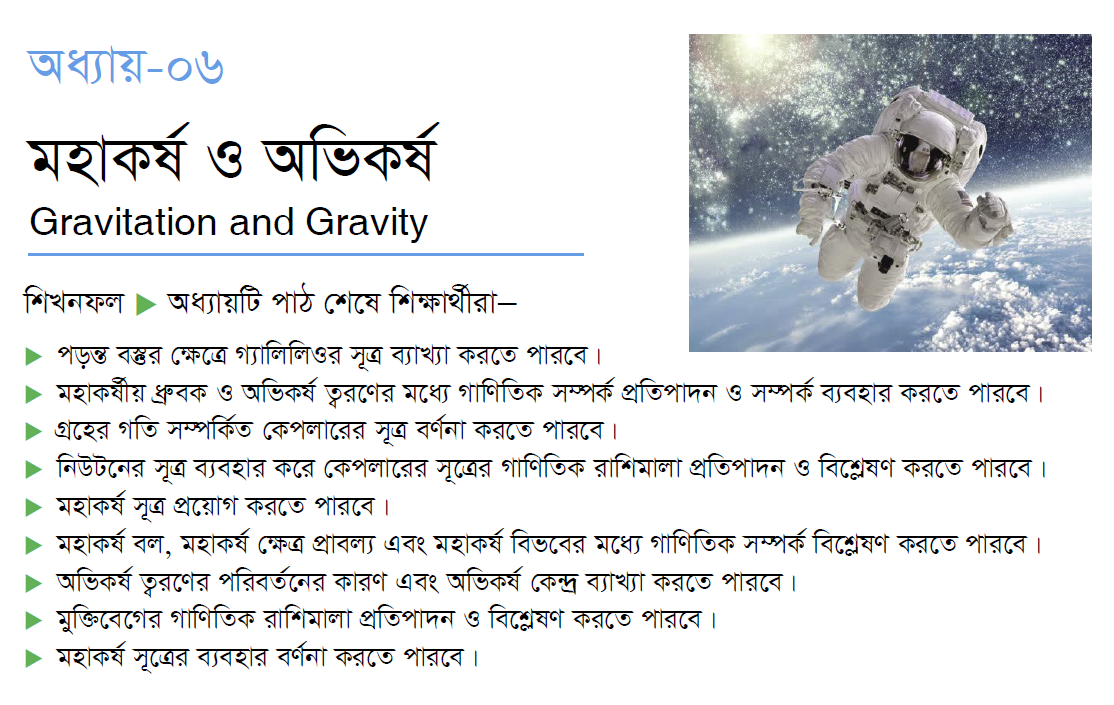 অধ্যায়-০৬
মহাকর্ষ ও অভিকর্ষ
Gravitation and Gravity
শিখনফল ▶ অধ্যায়টি পাঠ শেষে শিক্ষার্থীরা–
▶ পড়ন্ত বস্তুর ক্ষেত্রে গ্যালিলিওর সূত্র ব্যাখ্যা করতে পারবে।
▶ মহাকর্ষীয় ধ্রুবক ও অভিকর্ষ ত্বরণের মধ্যে গাণিতিক সম্পর্ক প্রতিপাদন ও সম্পর্ক ব্যবহার করতে পারবে।
▶ গ্রহের গতি সম্পর্কিত কেপলারের সূত্র বর্ণনা করতে পারবে।
▶ নিউটনের সূত্র ব্যবহার করে কেপলারের সূত্রের গাণিতিক রাশিমালা প্রতিপাদন ও বিশ্লেষণ করতে পারবে।
▶ মহাকর্ষ সূত্র প্রয়োগ করতে পারবে।
▶ মহাকর্ষ বল, মহাকর্ষ ক্ষেত্র প্রাবল্য এবং মহাকর্ষ বিভবের মধ্যে গাণিতিক সম্পর্ক বিশ্লেষণ করতে পারবে।
▶ অভিকর্ষ ত্বরণের পরিবর্তনের কারণ এবং অভিকর্ষ কেন্দ্র ব্যাখ্যা করতে পারবে।
▶ মুক্তিবেগের গাণিতিক রাশিমালা প্রতিপাদন ও বিশ্লেষণ করতে পারবে।
▶ মহাকর্ষ সূত্রের ব্যবহার বর্ণনা করতে পারবে।